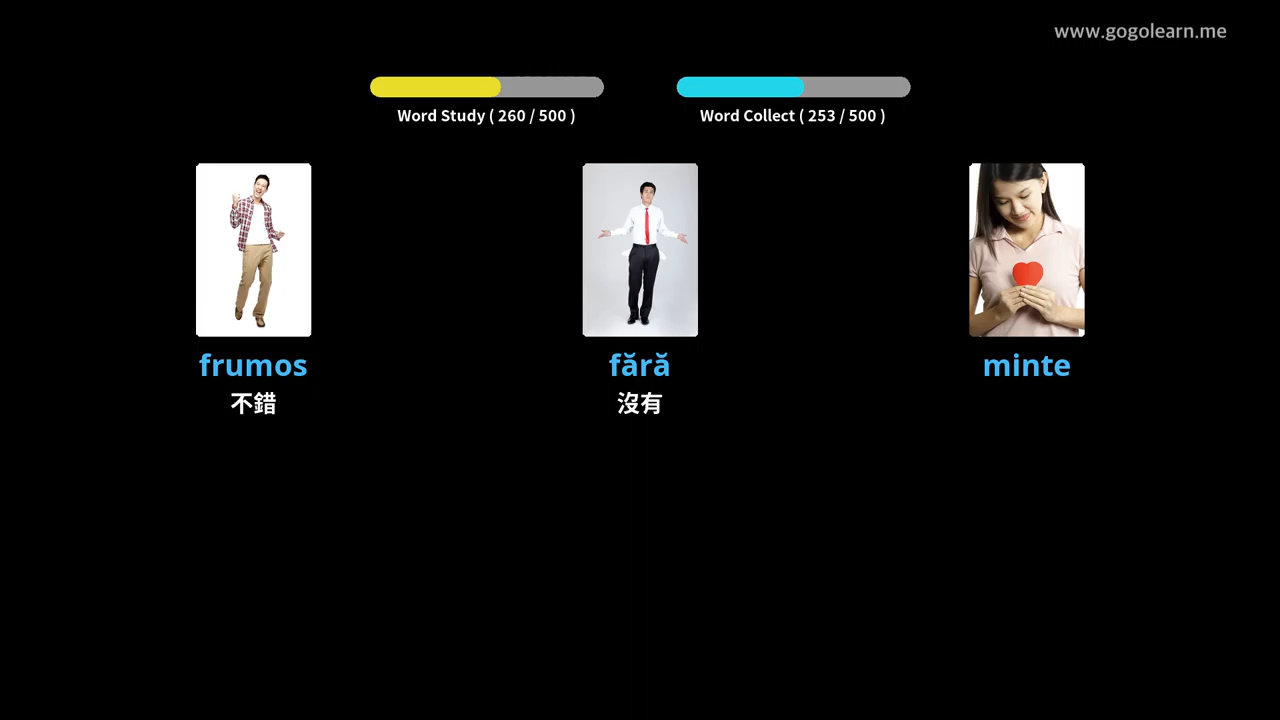 www.gogolearn.me
Word Study ( 260 / 500 )
Word Collect ( 253 / 500 )
frumos
不錯
fără
沒有
minte